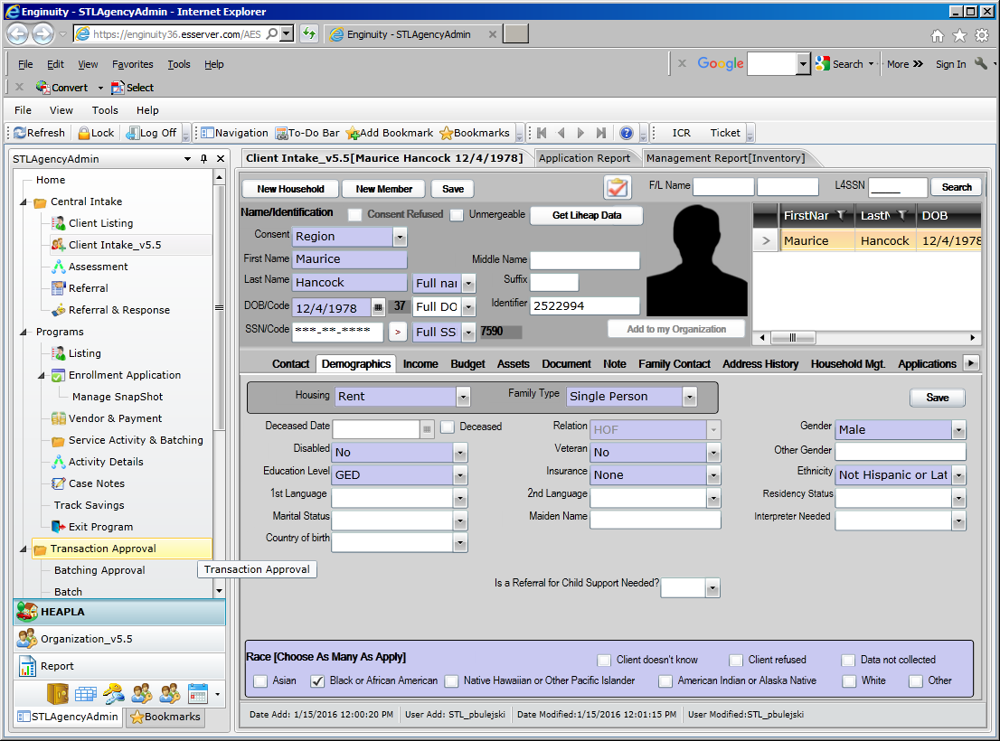 Enginuity - STLAgencyAdmin - Internet Explorer
https://enginuity36.esserver.com/AES
Enginuity - STLAgencyAdmin
File Edit View Favorites Tools Help
Google Search More Sign In
Convert Select
File View Tools Help
Refresh Lock Log Off Navigation To-Do Bar Add Bookmark Bookmarks ICR Ticket
STLAgencyAdmin
Home
Central Intake
Client Listing
Client Intake_v5.5
Assessment
Referral
Referral & Response
Programs
Listing
Enrollment Application
Manage SnapShot
Vendor & Payment
Service Activity & Batching
Activity Details
Case Notes
Track Savings
Exit Program
Transaction Approval
Batching Approval
Transaction Approval
Batch
HEAPLA
Organization_v5.5
Report
STLAgencyAdmin Bookmarks
Client Intake_v5.5[Maurice Hancock 12/4/1978] Application Report Management Report[Inventory]
New Household New Member Save F/L Name L4SSN _____ Search
Name/Identification Consent Refused Unmergeable Get Liheap Data
FirstNar LastN DOB
Maurice Hancock 12/4/1978
Consent Region
First Name Maurice Middle Name
Last Name Hancock Full nar Suffix
DOB/Code 12/4/1978 37 Full DO Identifier 2522994
SSN/Code ***-**-**** > Full SS 7590 Add to my Organization
Contact Demographics Income Budget Assets Document Note Family Contact Address History Household Mgt. Applications
Housing Rent Family Type Single Person Save
Deceased Date Deceased Relation HOF Gender Male
Disabled No Veteran No Other Gender
Education Level GED Insurance None Ethnicity Not Hispanic or Lat
1st Language 2nd Language Residency Status
Marital Status Maiden Name Interpreter Needed
Country of birth
Is a Referral for Child Support Needed?
Race [Choose As Many As Apply] Client doesn't know Client refused Data not collected
Asian Black or African American Native Hawaiian or Other Pacific Islander American Indian or Alaska Native White Other
Date Add: 1/15/2016 12:00:20 PM User Add: STL_pbulejski Date Modified:1/15/2016 12:01:15 PM User Modified:STL_pbulejski